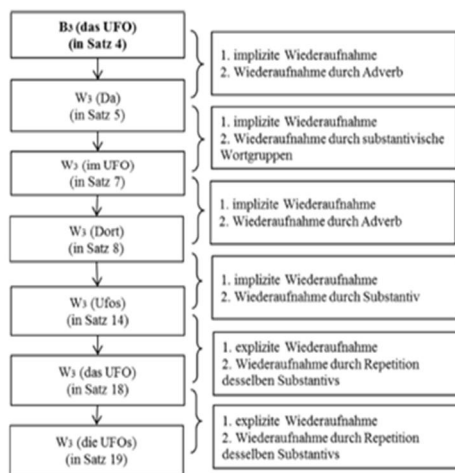 B₃ (das UFO)
(in Satz 4)
1. implizite Wiederaufnahme
2. Wiederaufnahme durch Adverb
W₃ (Da)
(in Satz 5)
1. implizite Wiederaufnahme
2. Wiederaufnahme durch substantivische
Wortgruppen
W₃ (im UFO)
(in Satz 7)
1. implizite Wiederaufnahme
2. Wiederaufnahme durch Adverb
W₃ (Dort)
(in Satz 8)
1. implizite Wiederaufnahme
2. Wiederaufnahme durch Substantiv
W₃ (Ufos)
(in Satz 14)
1. explizite Wiederaufnahme
2. Wiederaufnahme durch Repetition
desselben Substantivs
W₃ (das UFO)
(in Satz 18)
1. explizite Wiederaufnahme
2. Wiederaufnahme durch Repetition
desselben Substantivs
W₃ (die UFOs)
(in Satz 19)